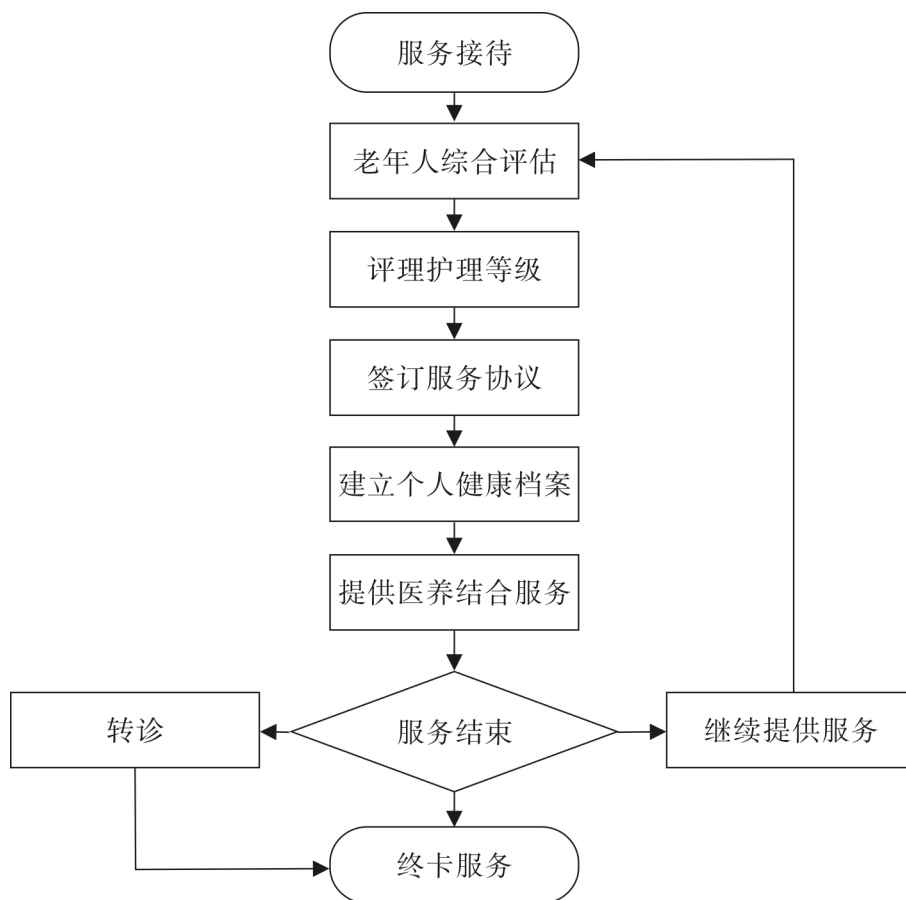 服务接待
老年人综合评估
评理护理等级
签订服务协议
建立个人健康档案
提供医养结合服务
转诊
服务结束
继续提供服务
终卡服务